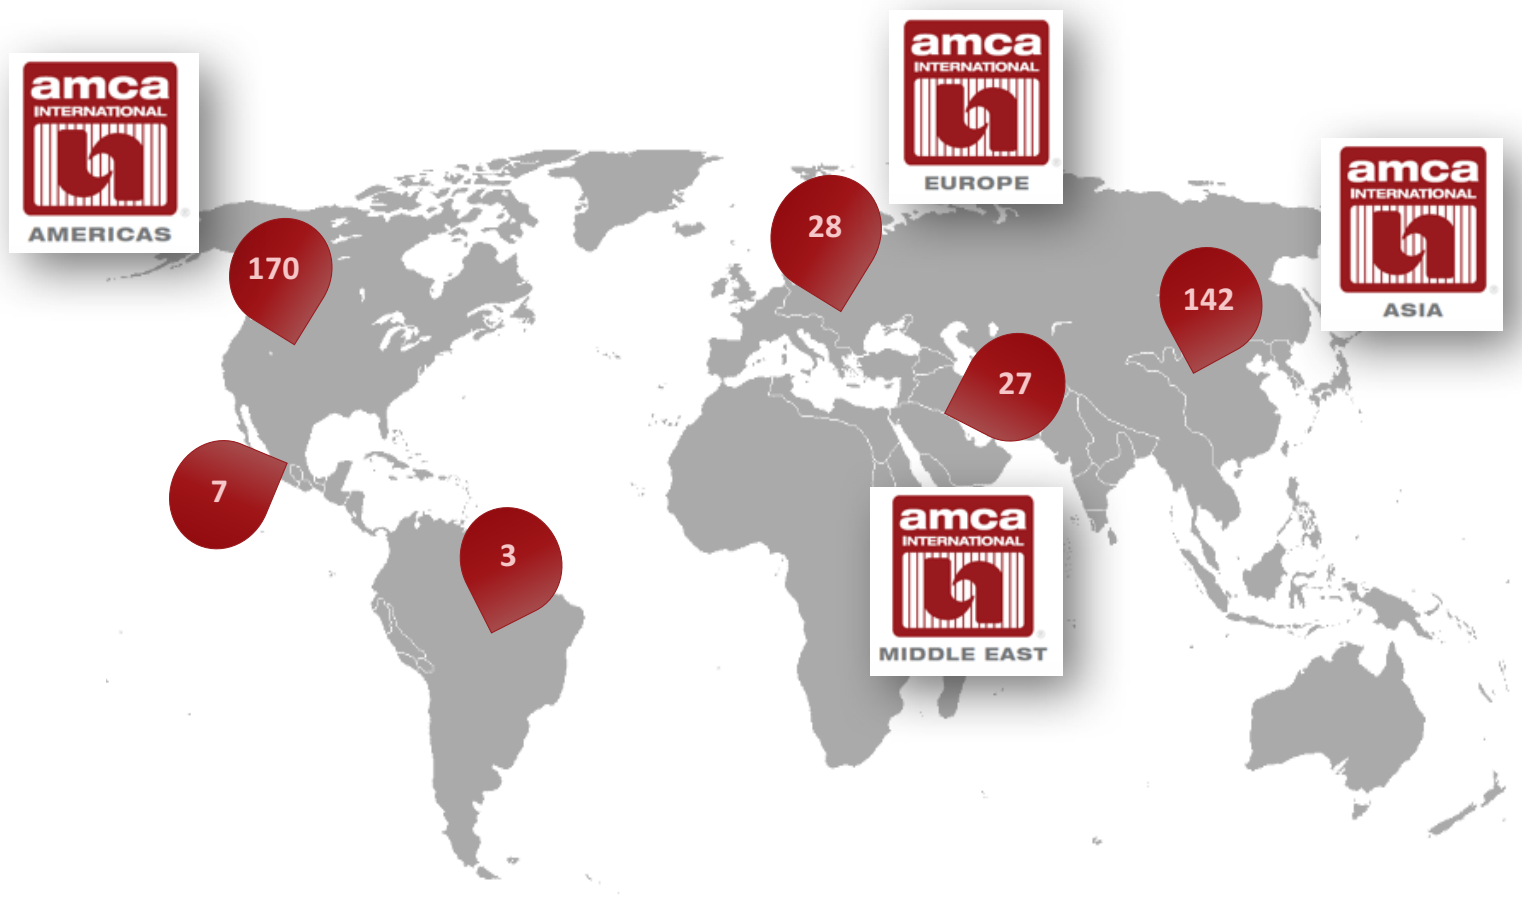 amca
INTERNATIONAL
®
AMERICAS
amca
INTERNATIONAL
®
EUROPE
amca
INTERNATIONAL
®
ASIA
170
28
142
27
7
3
amca
INTERNATIONAL
®
MIDDLE EAST